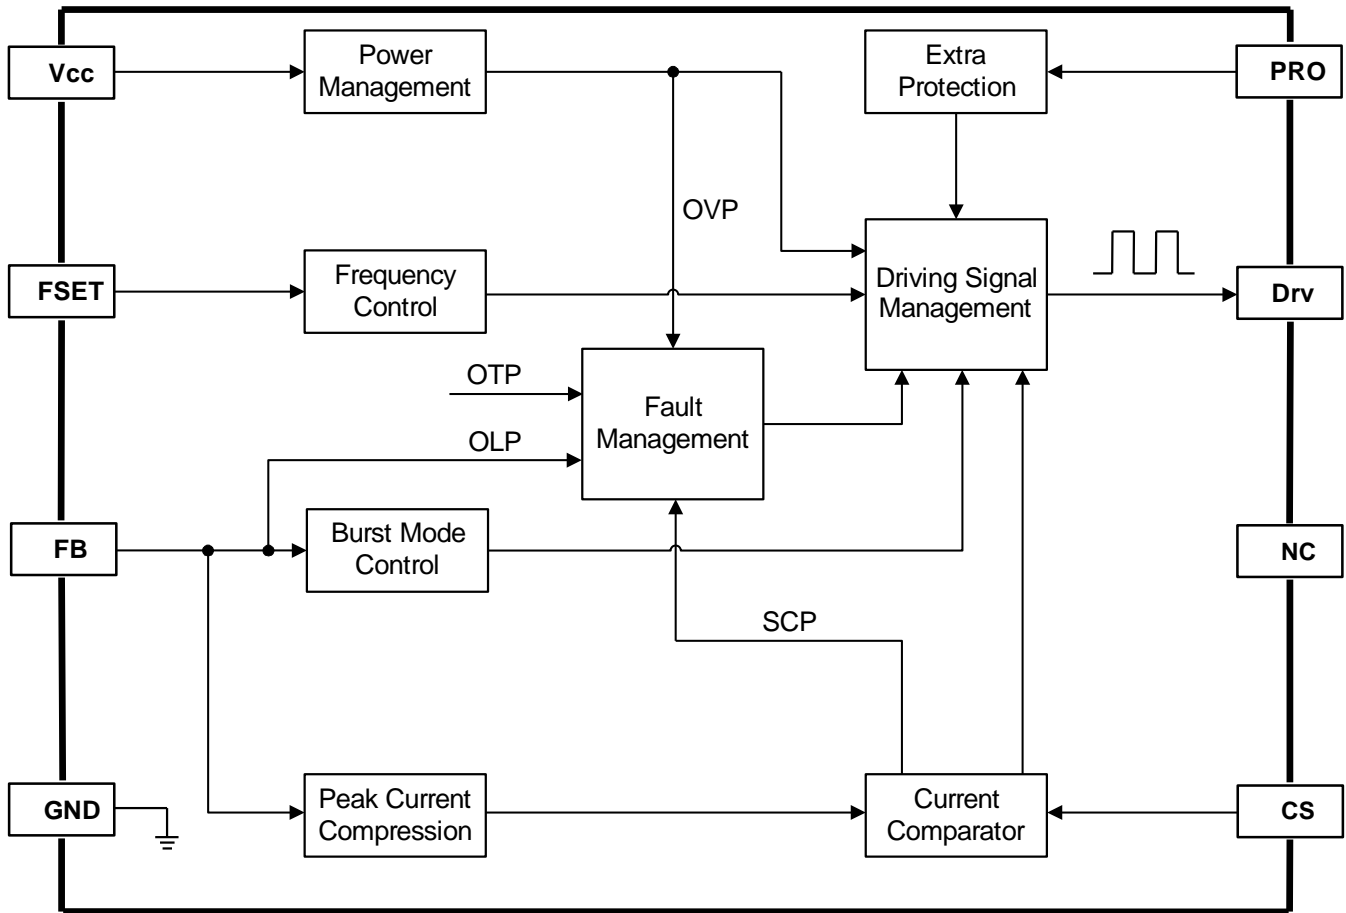 Vcc
Power
Management
Extra
Protection
PRO
OVP
FSET
Frequency
Control
Driving Signal
Management
Drv
OTP
Fault
Management
OLP
FB
Burst Mode
Control
NC
SCP
GND
Peak Current
Compression
Current
Comparator
CS